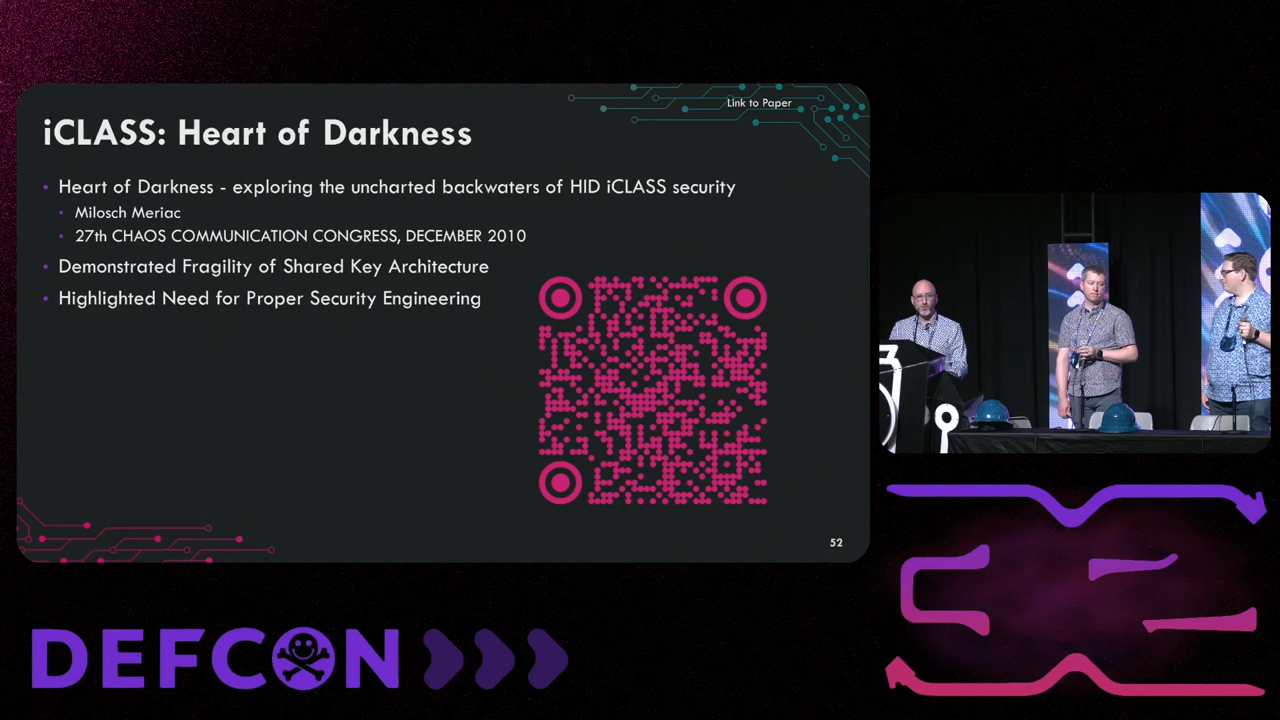 Link to Paper
iCLASS: Heart of Darkness
• Heart of Darkness - exploring the uncharted backwaters of HID iCLASS security
• Milosch Meriac
• 27th CHAOS COMMUNICATION CONGRESS, DECEMBER 2010
• Demonstrated Fragility of Shared Key Architecture
• Highlighted Need for Proper Security Engineering
52
DEFCON